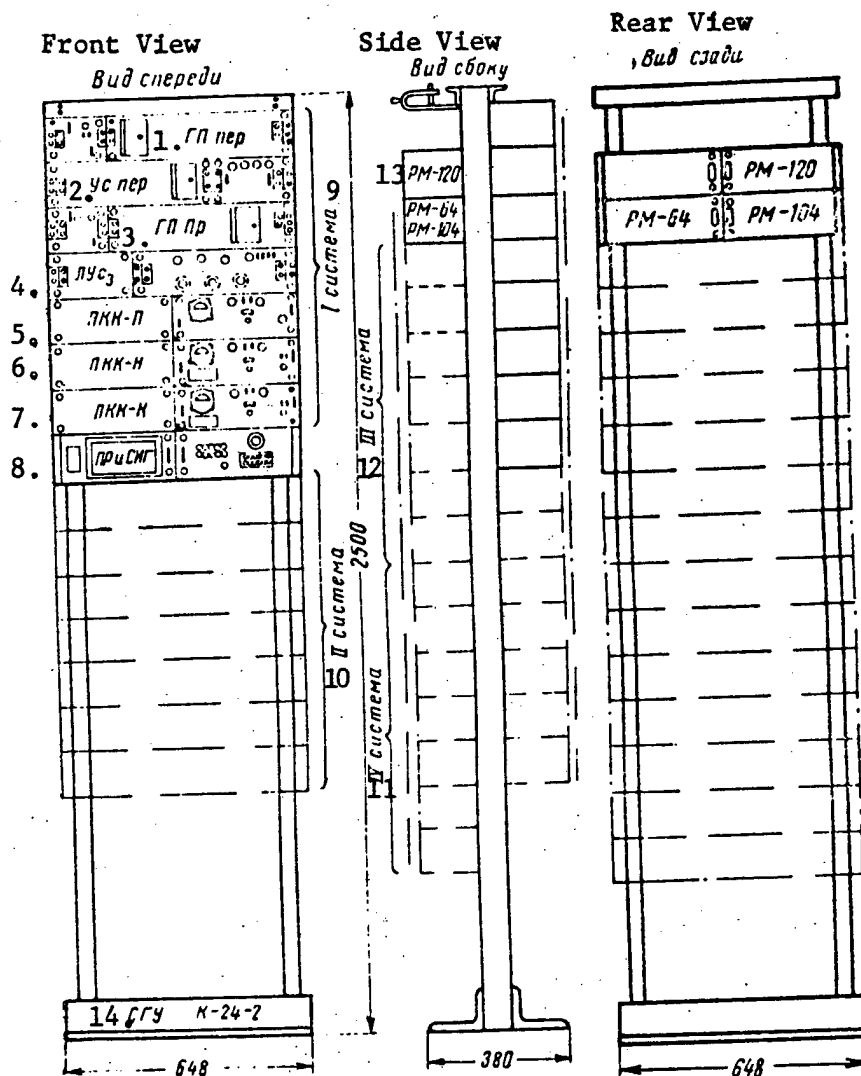 Front View
Вид спереди
Side View
Вид сбоку
Rear View
Вид сзади
1. ГП пер
2. Ус пер
3. ГП Пр
4. ПУс3
5. ПКК-П
6. ПКК-Н
7. ПКК-К
8. ПРиСИГ
9 I система
10 II система
2500
12 III система
11 IV система
13 РМ-120
РМ-64
РМ-104
РМ-120
РМ-64
РМ-104
14. СГУ К-24-2
648
380
648